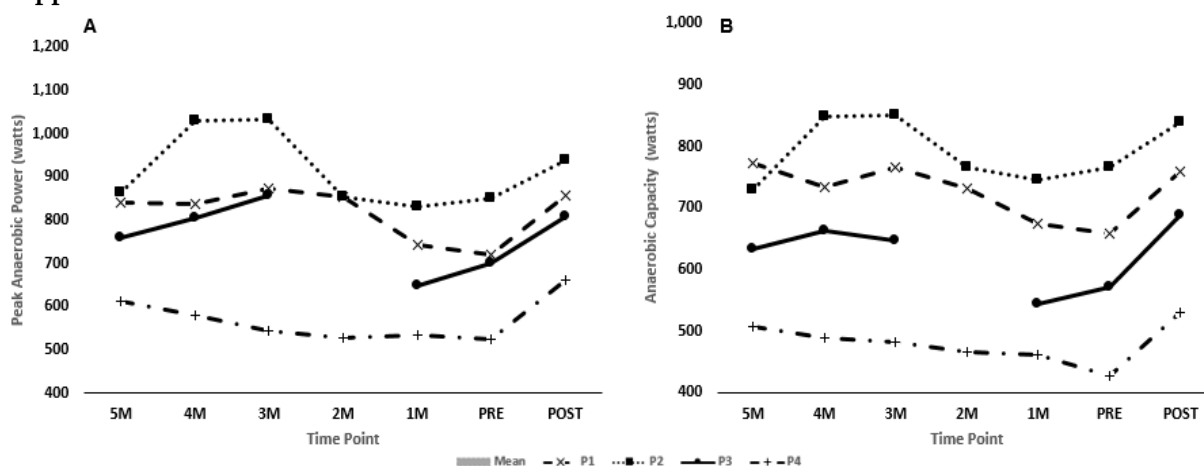 A
B
1,200
1,100
1,000
900
800
700
600
500
400
Peak Anaerobic Power (watts)
5M 4M 3M 2M 1M PRE POST
Time Point
1,000
900
800
700
600
500
400
Anaerobic Capacity (watts)
5M 4M 3M 2M 1M PRE POST
Time Point
Mean P1 P2 P3 P4